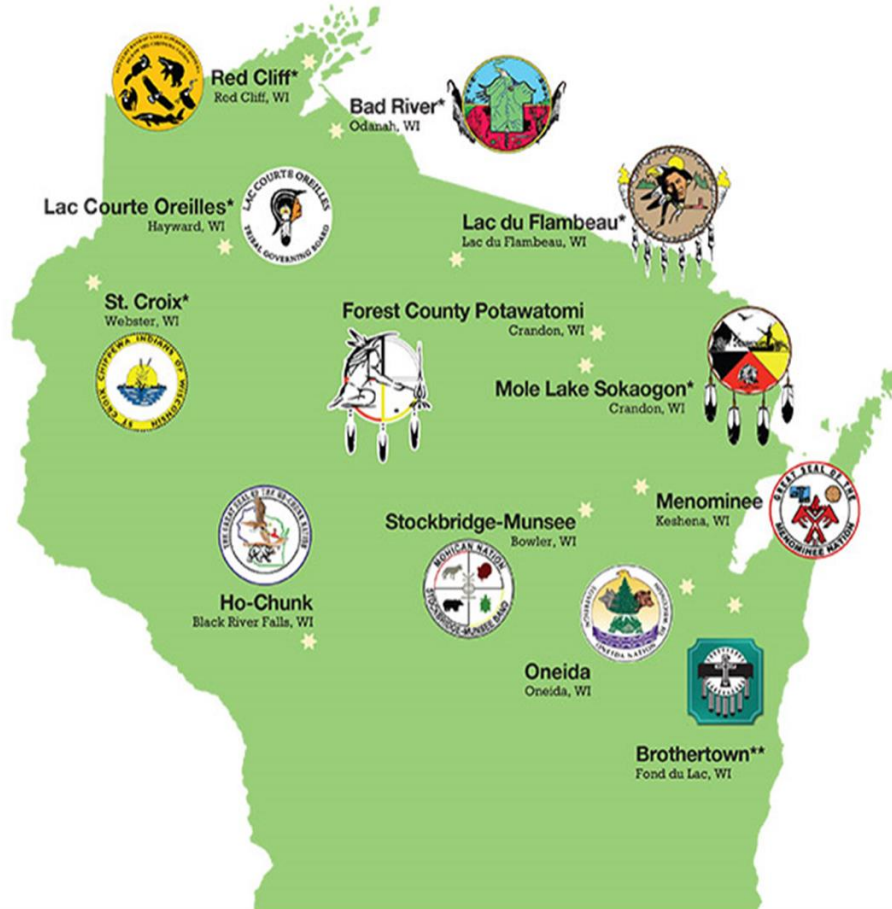 Red Cliff*
Red Cliff, WI
Bad River*
Odanah, WI
LAC COURTE OREILLES
TRIBAL GOVERNING BOARD
Lac Courte Oreilles*
Hayward, WI
Lac du Flambeau*
Lac du Flambeau, WI
St. Croix*
Webster, WI
ST. CROIX CHIPPEWA INDIANS OF WISCONSIN
Forest County Potawatomi
Crandon, WI
Mole Lake Sokaogon*
Crandon, WI
Menominee
Keshena, WI
GREAT SEAL OF THE
MENOMINEE NATION
Stockbridge-Munsee
Bowler, WI
MOHICAN NATION
STOCKBRIDGE-MUNSEE BAND
THE GREAT SEAL OF THE HO-CHUNK NATION
Ho-Chunk
Black River Falls, WI
ONEIDA NATION
Oneida
Oneida, WI
Brothertown**
Fond du Lac, WI